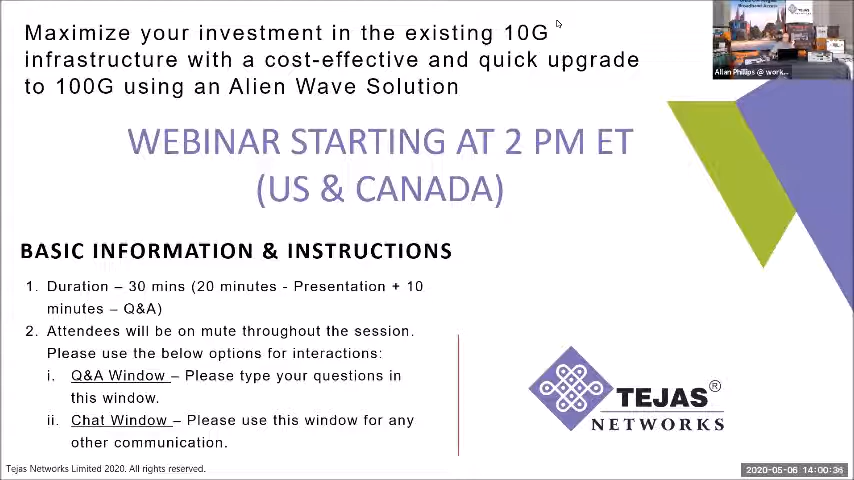 Maximize your investment in the existing 10G
infrastructure with a cost-effective and quick upgrade
to 100G using an Alien Wave Solution
WEBINAR STARTING AT 2 PM ET
(US & CANADA)
BASIC INFORMATION & INSTRUCTIONS
1. Duration – 30 mins (20 minutes - Presentation + 10
minutes – Q&A)
2. Attendees will be on mute throughout the session.
Please use the below options for interactions:
i. Q&A Window – Please type your questions in
this window.
ii. Chat Window – Please use this window for any
other communication.
TEJAS®
NETWORKS
Tejas Networks Limited 2020. All rights reserved.
Allan Phillips @ work...
Broadband Access
2020-05-06 14:00:36